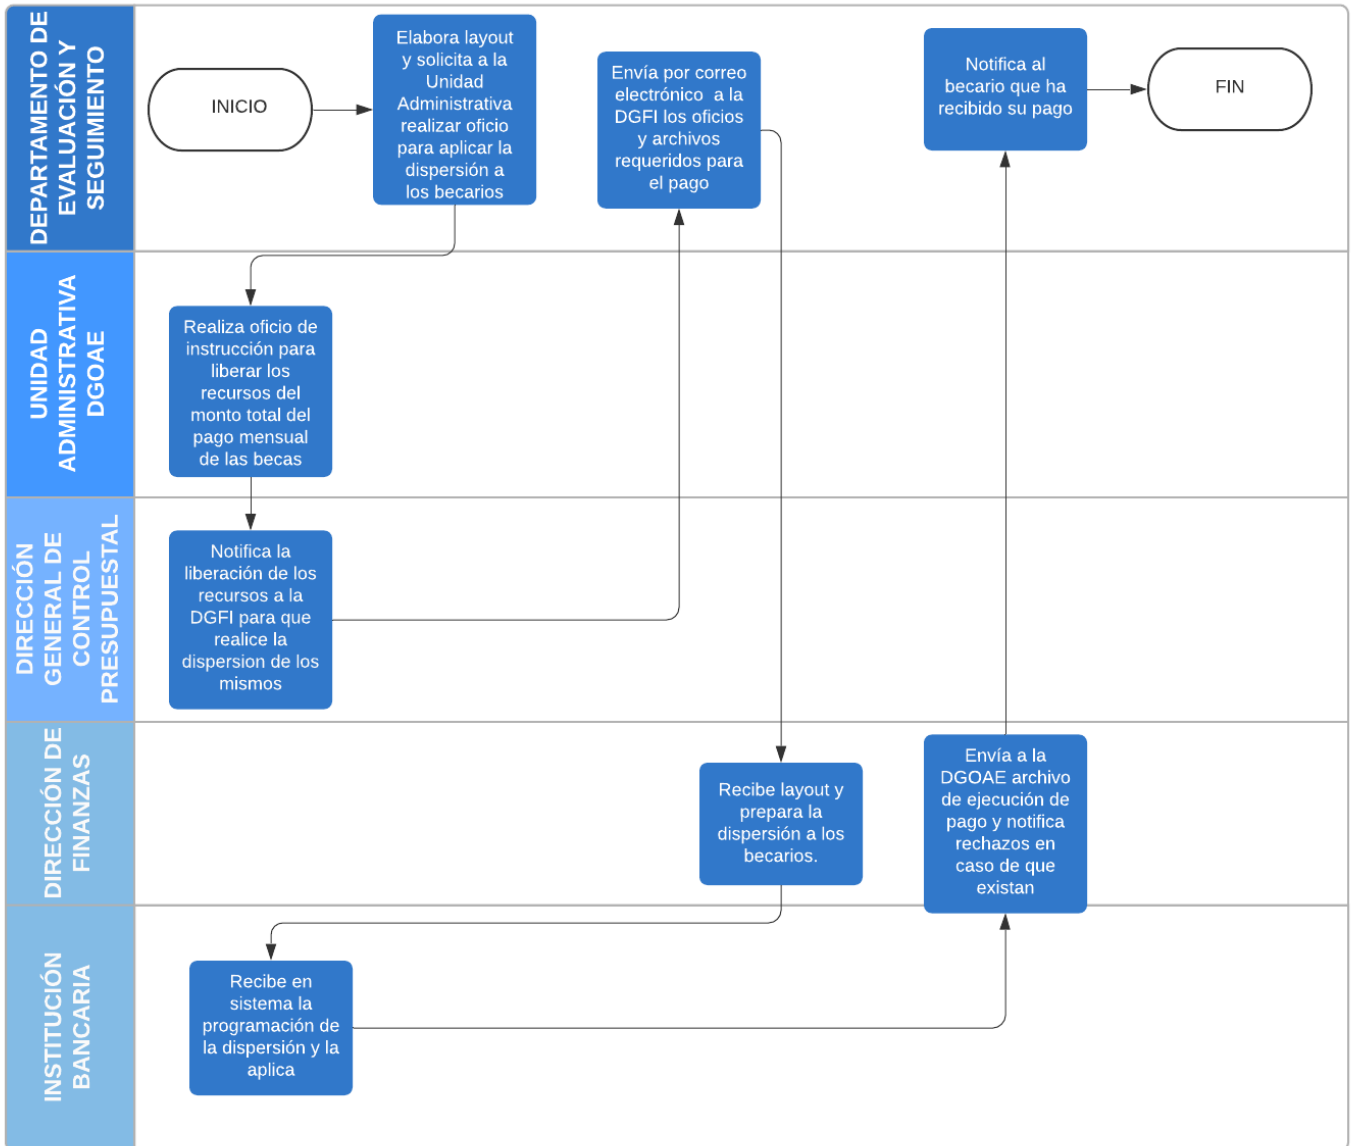 DEPARTAMENTO DE
EVALUACIÓN Y
SEGUIMIENTO
INICIO
Elabora layout
y solicita a la
Unidad
Administrativa
realizar oficio
para aplicar la
dispersión a
los becarios
Envía por correo
electrónico a la
DGFI los oficios
y archivos
requeridos para
el pago
Notifica al
becario que ha
recibido su pago
FIN
UNIDAD
ADMINISTRATIVA
DGOAE
Realiza oficio de
instrucción para
liberar los
recursos del
monto total del
pago mensual
de las becas
DIRECCIÓN
GENERAL DE
CONTROL
PRESUPUESTAL
Notifica la
liberación de los
recursos a la
DGFI para que
realice la
dispersion de los
mismos
DIRECCIÓN DE
FINANZAS
Recibe layout y
prepara la
dispersión a los
becarios.
Envía a la
DGOAE archivo
de ejecución de
pago y notifica
rechazos en
caso de que
existan
INSTITUCIÓN
BANCARIA
Recibe en
sistema la
programación de
la dispersión y la
aplica